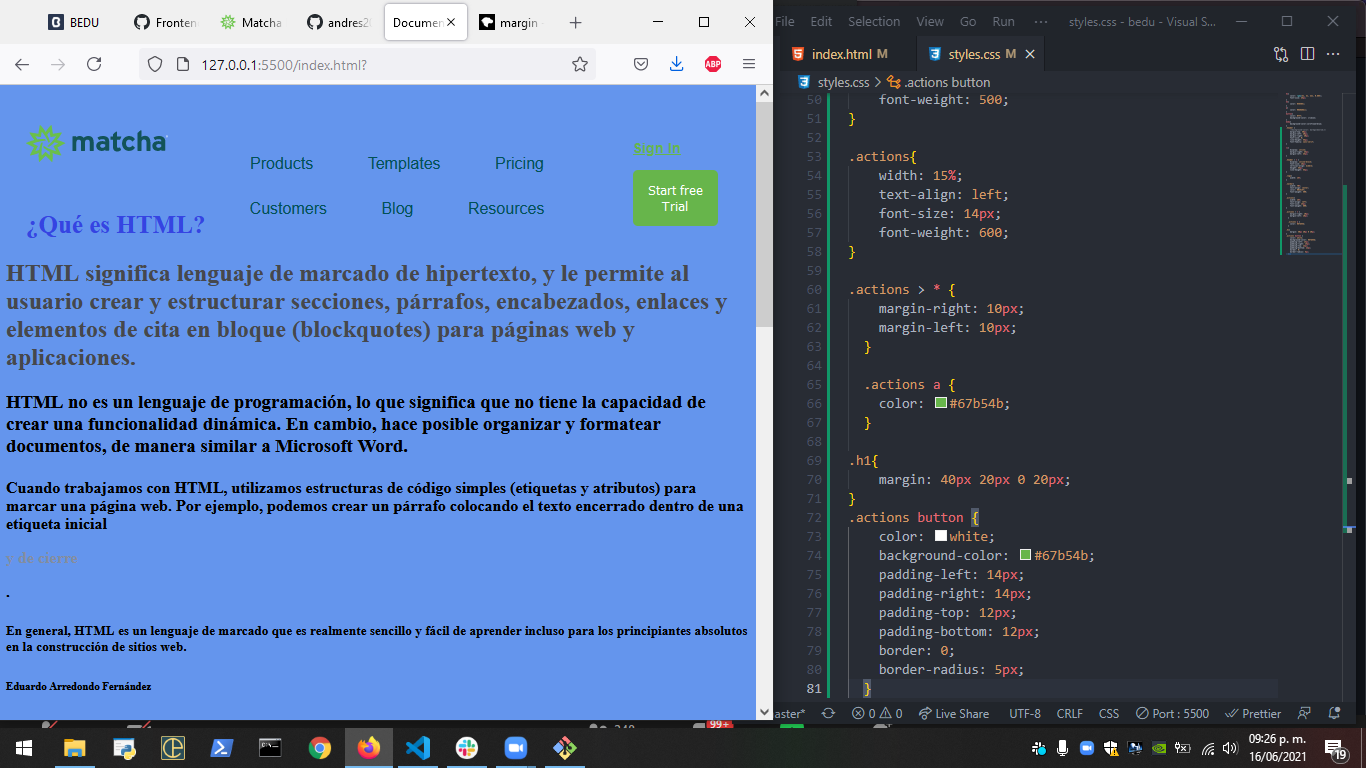 BEDU
Fronten
Matcha
andres2
Documen
margin
127.0.0.1:5500/index.html?
ABP
matcha
Products
Templates
Pricing
Customers
Blog
Resources
Sign In
Start free
Trial
¿Qué es HTML?
HTML significa lenguaje de marcado de hipertexto, y le permite al
usuario crear y estructurar secciones, párrafos, encabezados, enlaces y
elementos de cita en bloque (blockquotes) para páginas web y
aplicaciones.
HTML no es un lenguaje de programación, lo que significa que no tiene la capacidad de
crear una funcionalidad dinámica. En cambio, hace posible organizar y formatear
documentos, de manera similar a Microsoft Word.
Cuando trabajamos con HTML, utilizamos estructuras de código simples (etiquetas y atributos) para
marcar una página web. Por ejemplo, podemos crear un párrafo colocando el texto encerrado dentro de una
etiqueta inicial
y de cierre
.
En general, HTML es un lenguaje de marcado que es realmente sencillo y fácil de aprender incluso para los principiantes absolutos
en la construcción de sitios web.
Eduardo Arredondo Fernández
File Edit Selection View Go Run ··· styles.css - bedu - Visual S...
index.html M
styles.css M
styles.css > .actions button
50 font-weight: 500;
51 }
52
53 .actions{
54 width: 15%;
55 text-align: left;
56 font-size: 14px;
57 font-weight: 600;
58 }
59
60 .actions > * {
61 margin-right: 10px;
62 margin-left: 10px;
63 }
64
65 .actions a {
66 color: #67b54b;
67 }
68
69 .h1{
70 margin: 40px 20px 0 20px;
71 }
72 .actions button {
73 color: white;
74 background-color: #67b54b;
75 padding-left: 14px;
76 padding-right: 14px;
77 padding-top: 12px;
78 padding-bottom: 12px;
79 border: 0;
80 border-radius: 5px;
81 }
aster* 0 0 Live Share UTF-8 CRLF CSS Port : 5500 Prettier
99+
09:26 p. m.
16/06/2021
19